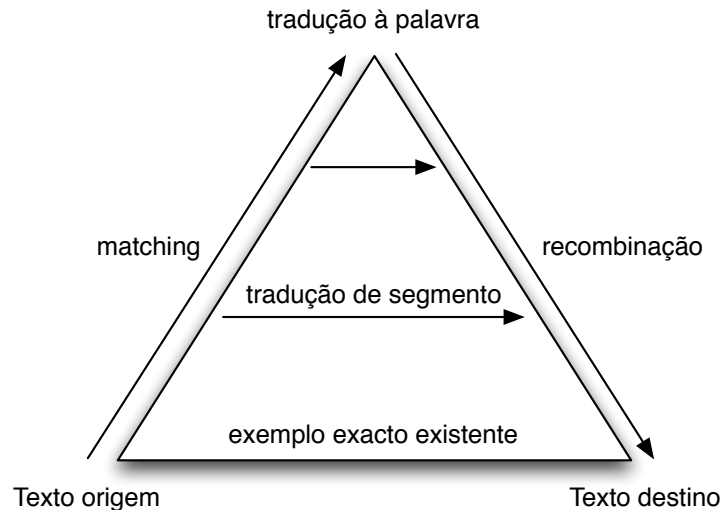 tradução à palavra
matching
recombinação
tradução de segmento
exemplo exacto existente
Texto origem
Texto destino